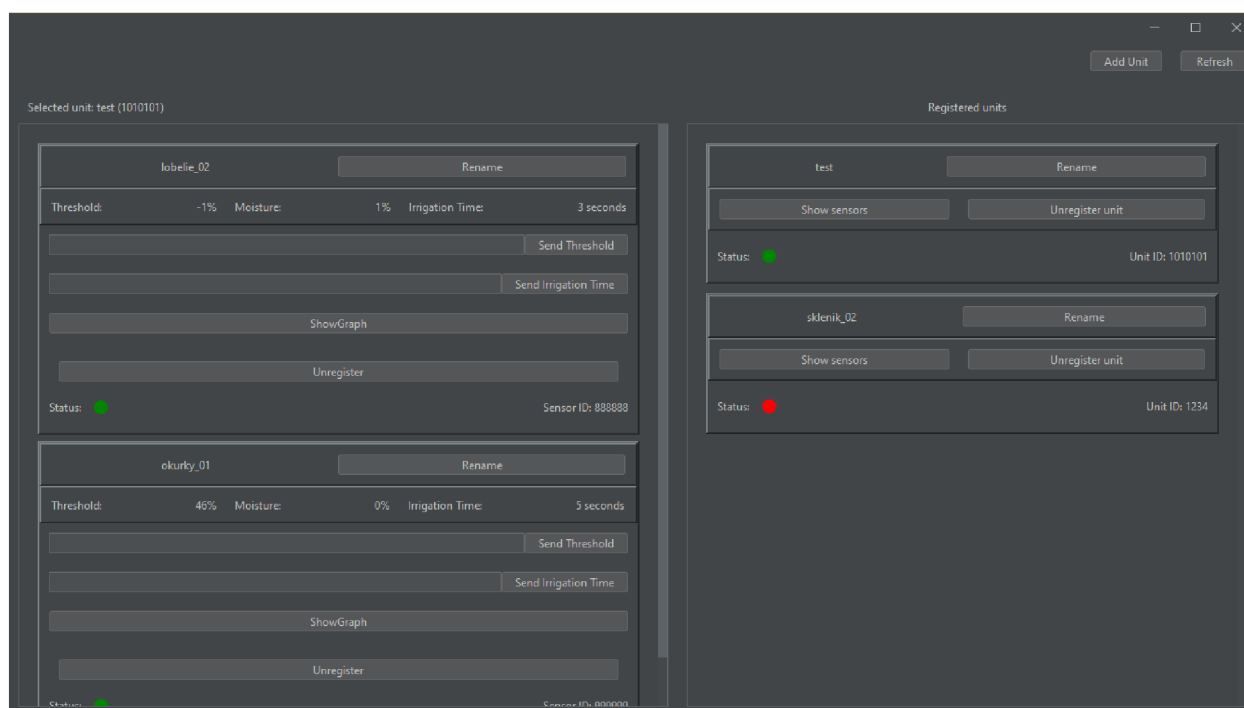 Add Unit Refresh
Selected unit: test (1010101)
lobelie_02 Rename
Threshold: -1% Moisture: 1% Irrigation Time: 3 seconds
Send Threshold
Send Irrigation Time
ShowGraph
Unregister
Status: Sensor ID: 888888
okurky_01 Rename
Threshold: 46% Moisture: 0% Irrigation Time: 5 seconds
Send Threshold
Send Irrigation Time
ShowGraph
Unregister
Status: Sensor ID:
Registered units
test Rename
Show sensors Unregister unit
Status: Unit ID: 1010101
sklenik_02 Rename
Show sensors Unregister unit
Status: Unit ID: 1234